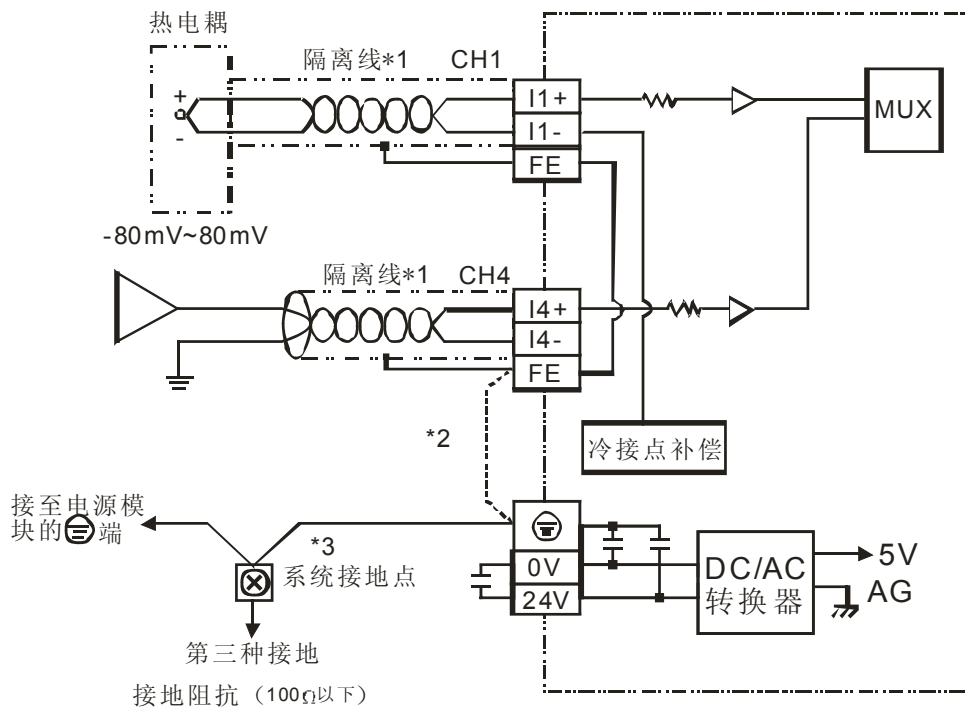 热电耦
隔离线*1 CH1
+
-
I1+
I1-
FE
MUX
-80mV~80mV
隔离线*1 CH4
I4+
I4-
FE
*2
冷接点补偿
接至电源模
块的 端
*3
系统接地点
0V
24V
DC/AC
转换器
5V
AG
第三种接地
接地阻抗（100Ω以下）